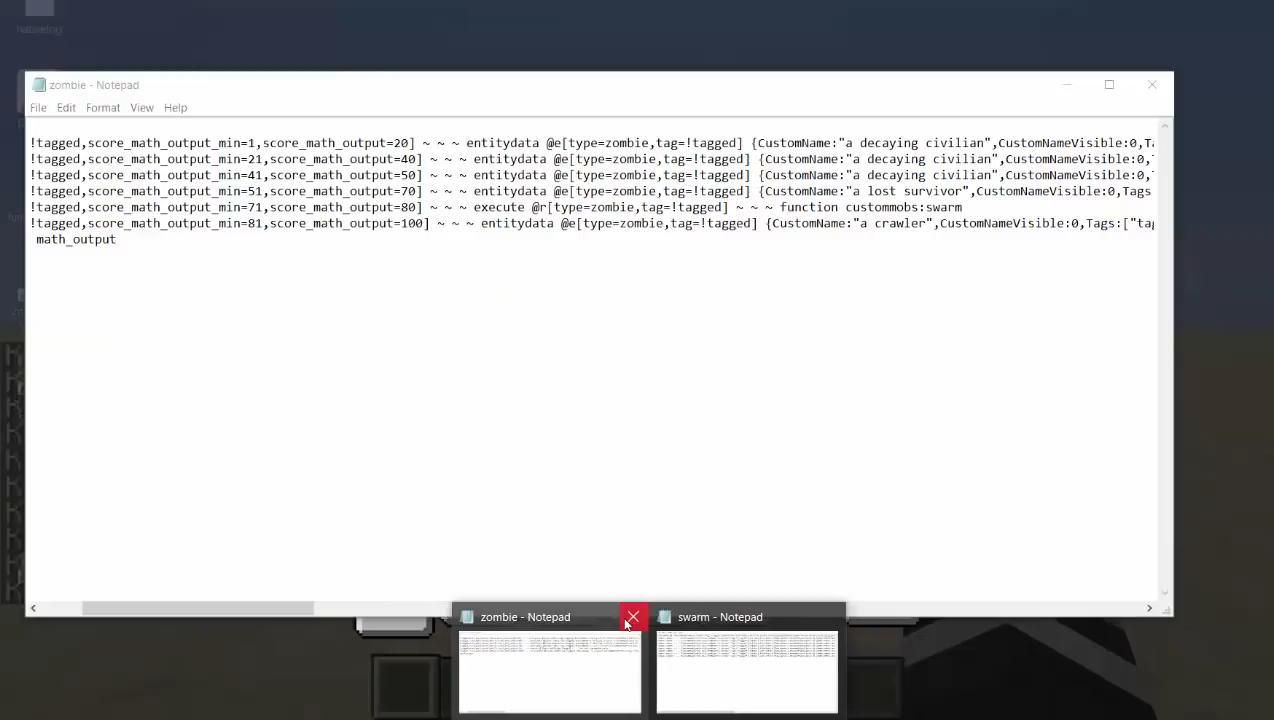 zombie - Notepad
File Edit Format View Help
!tagged,score_math_output_min=1,score_math_output=20] ~ ~ ~ entitydata @e[type=zombie,tag=!tagged] {CustomName:"a decaying civilian",CustomNameVisible:0,T
!tagged,score_math_output_min=21,score_math_output=40] ~ ~ ~ entitydata @e[type=zombie,tag=!tagged] {CustomName:"a decaying civilian",CustomNameVisible:0,
!tagged,score_math_output_min=41,score_math_output=50] ~ ~ ~ entitydata @e[type=zombie,tag=!tagged] {CustomName:"a decaying civilian",CustomNameVisible:0,
!tagged,score_math_output_min=51,score_math_output=70] ~ ~ ~ entitydata @e[type=zombie,tag=!tagged] {CustomName:"a lost survivor",CustomNameVisible:0,Tags
!tagged,score_math_output_min=71,score_math_output=80] ~ ~ ~ execute @r[type=zombie,tag=!tagged] ~ ~ ~ function custommobs:swarm
!tagged,score_math_output_min=81,score_math_output=100] ~ ~ ~ entitydata @e[type=zombie,tag=!tagged] {CustomName:"a crawler",CustomNameVisible:0,Tags:["ta
math_output
zombie - Notepad
swarm - Notepad